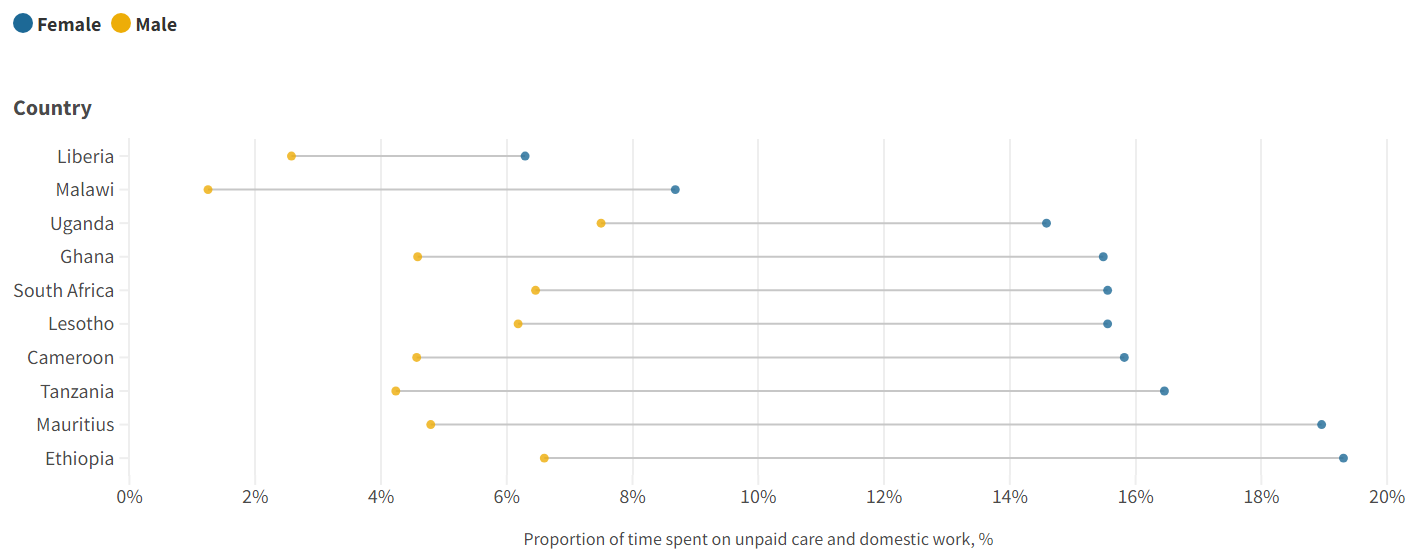 Female Male
Country
Liberia
Malawi
Uganda
Ghana
South Africa
Lesotho
Cameroon
Tanzania
Mauritius
Ethiopia
0% 2% 4% 6% 8% 10% 12% 14% 16% 18% 20%
Proportion of time spent on unpaid care and domestic work, %